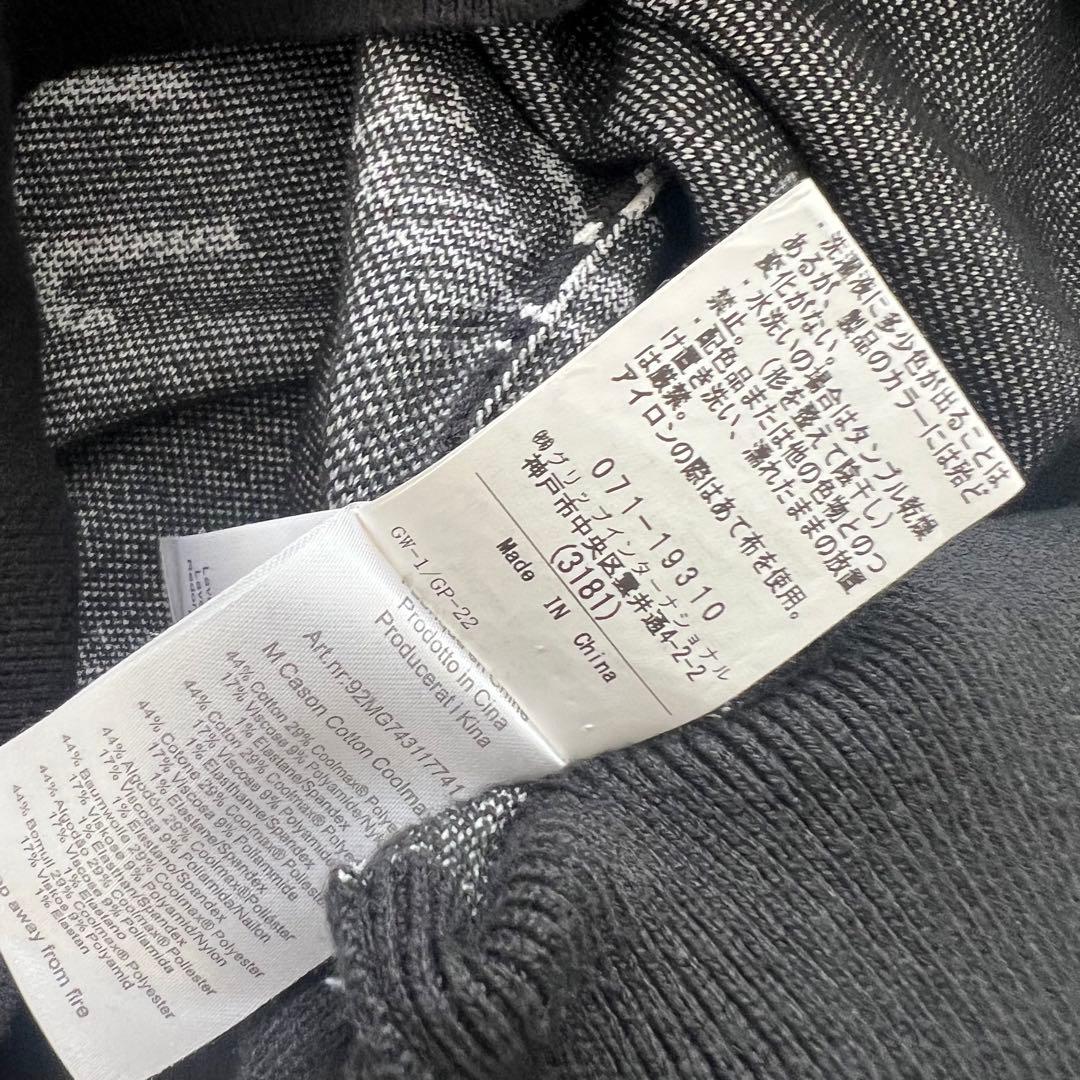 ・洗濯液に多少色が出ることは
あるが、製品のカラーには殆ど
変化がない。
・水洗いの場合はタンブル乾燥
禁止。(形を整えて陰干し)
・配色品または他の色物とのつ
け置き洗い、濡れたままの放置
は厳禁。
アイロンの際はあて布を使用。
071-19310
㈱グリップインターナショナル
神戸市中央区雲井通4-2-2
(3181)
Made IN China
GW-1/GP-22
Prodotto in Cina
Producerat i Kina
Art.nr:92MG743117741
M Cason Cotton Coolma
44% Cotton 29% Coolmax® Polye
17% Viscose 9% Polyamide/Ny
1% Elastane/Spandex
44% Coton 29% Coolmax® Polyes
17% Viscose 9% Polyamide/Nylon
1% Elasthanne/Spandex
44% Cotone 29% Coolmax® Polieste
17% Viscosa 9% Poliammide
1% Elastane/Spandex
44% Algodón 29% Coolmax® Poliéster
17% Viscosa 9% Poliamida/Nailon
1% Elastano/Spandex
44% Baumwolle 29% Coolmax® Polyester
17% Viskose 9% Polyamid/Nylon
1% Elasthan/Spandex
44% Algodão 29% Coolmax® Poliester
17% Viscose 9% Poliamida
1% Elastano
44% Bomull 29% Coolmax® Polyester
17% Viskos 9% Polyamid
1% Elastan
away from fire